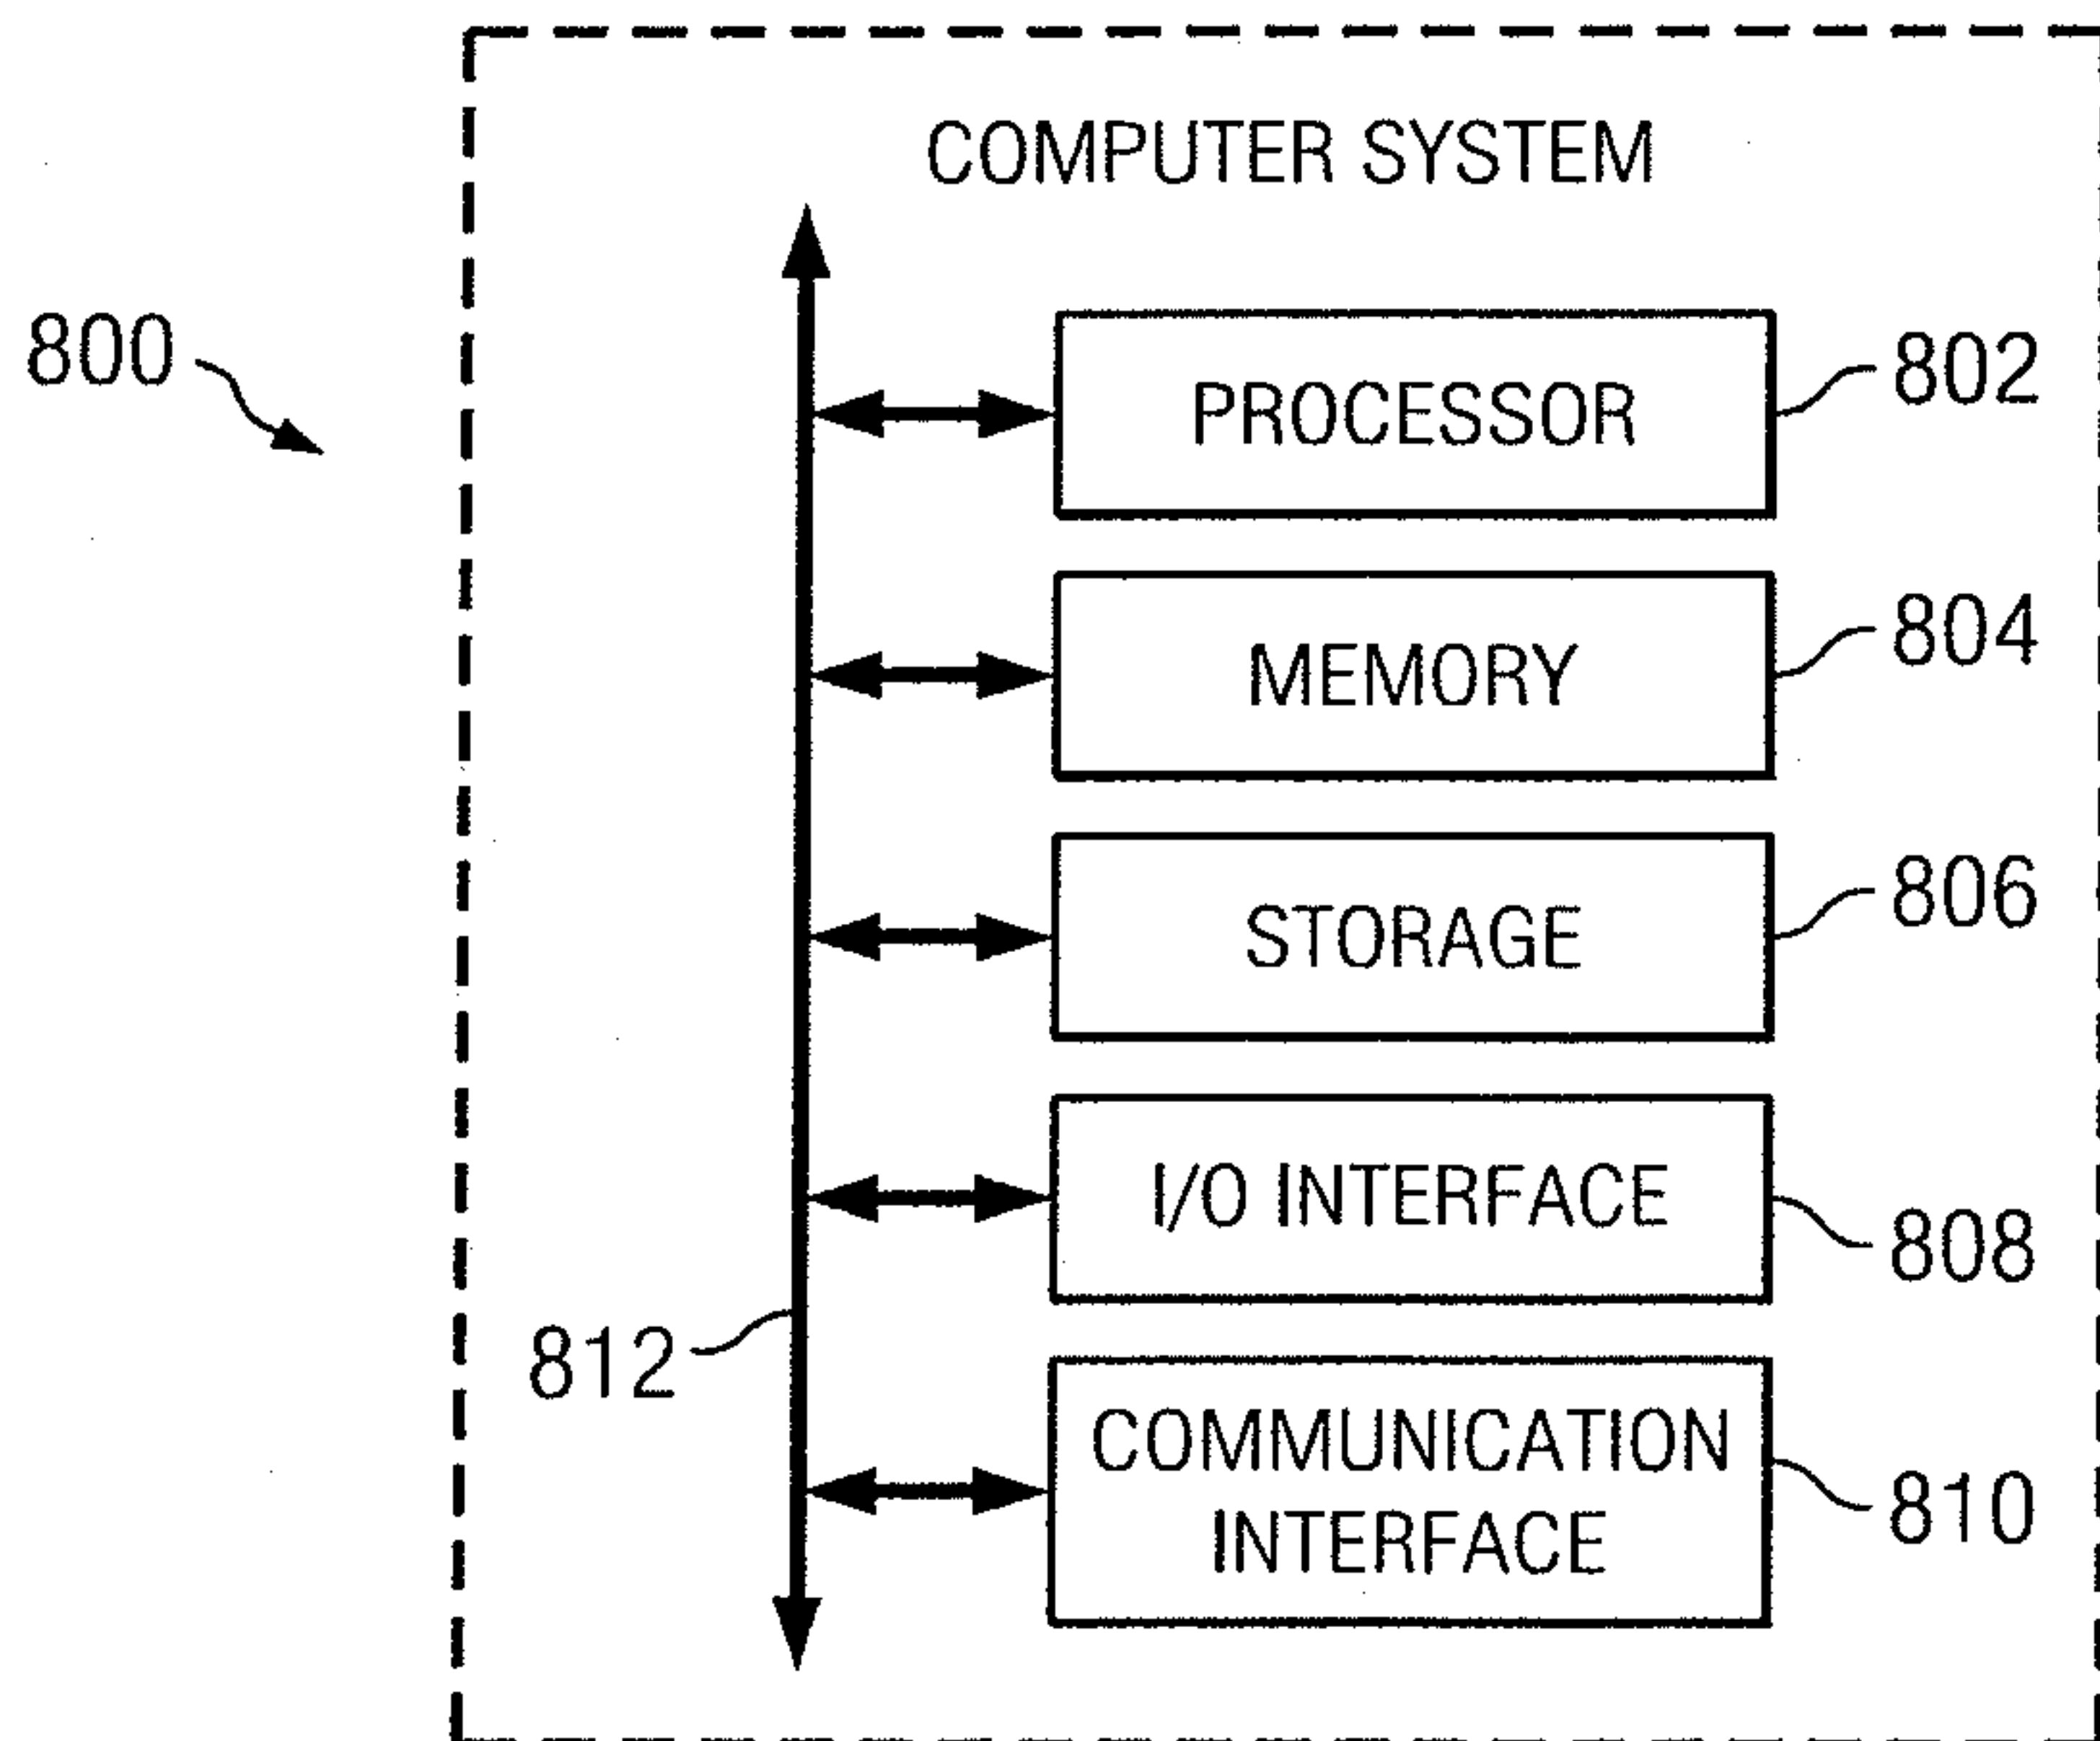 COMPUTER SYSTEM
800
PROCESSOR
802
MEMORY
804
STORAGE
806
I/O INTERFACE
808
812
COMMUNICATION
INTERFACE
810